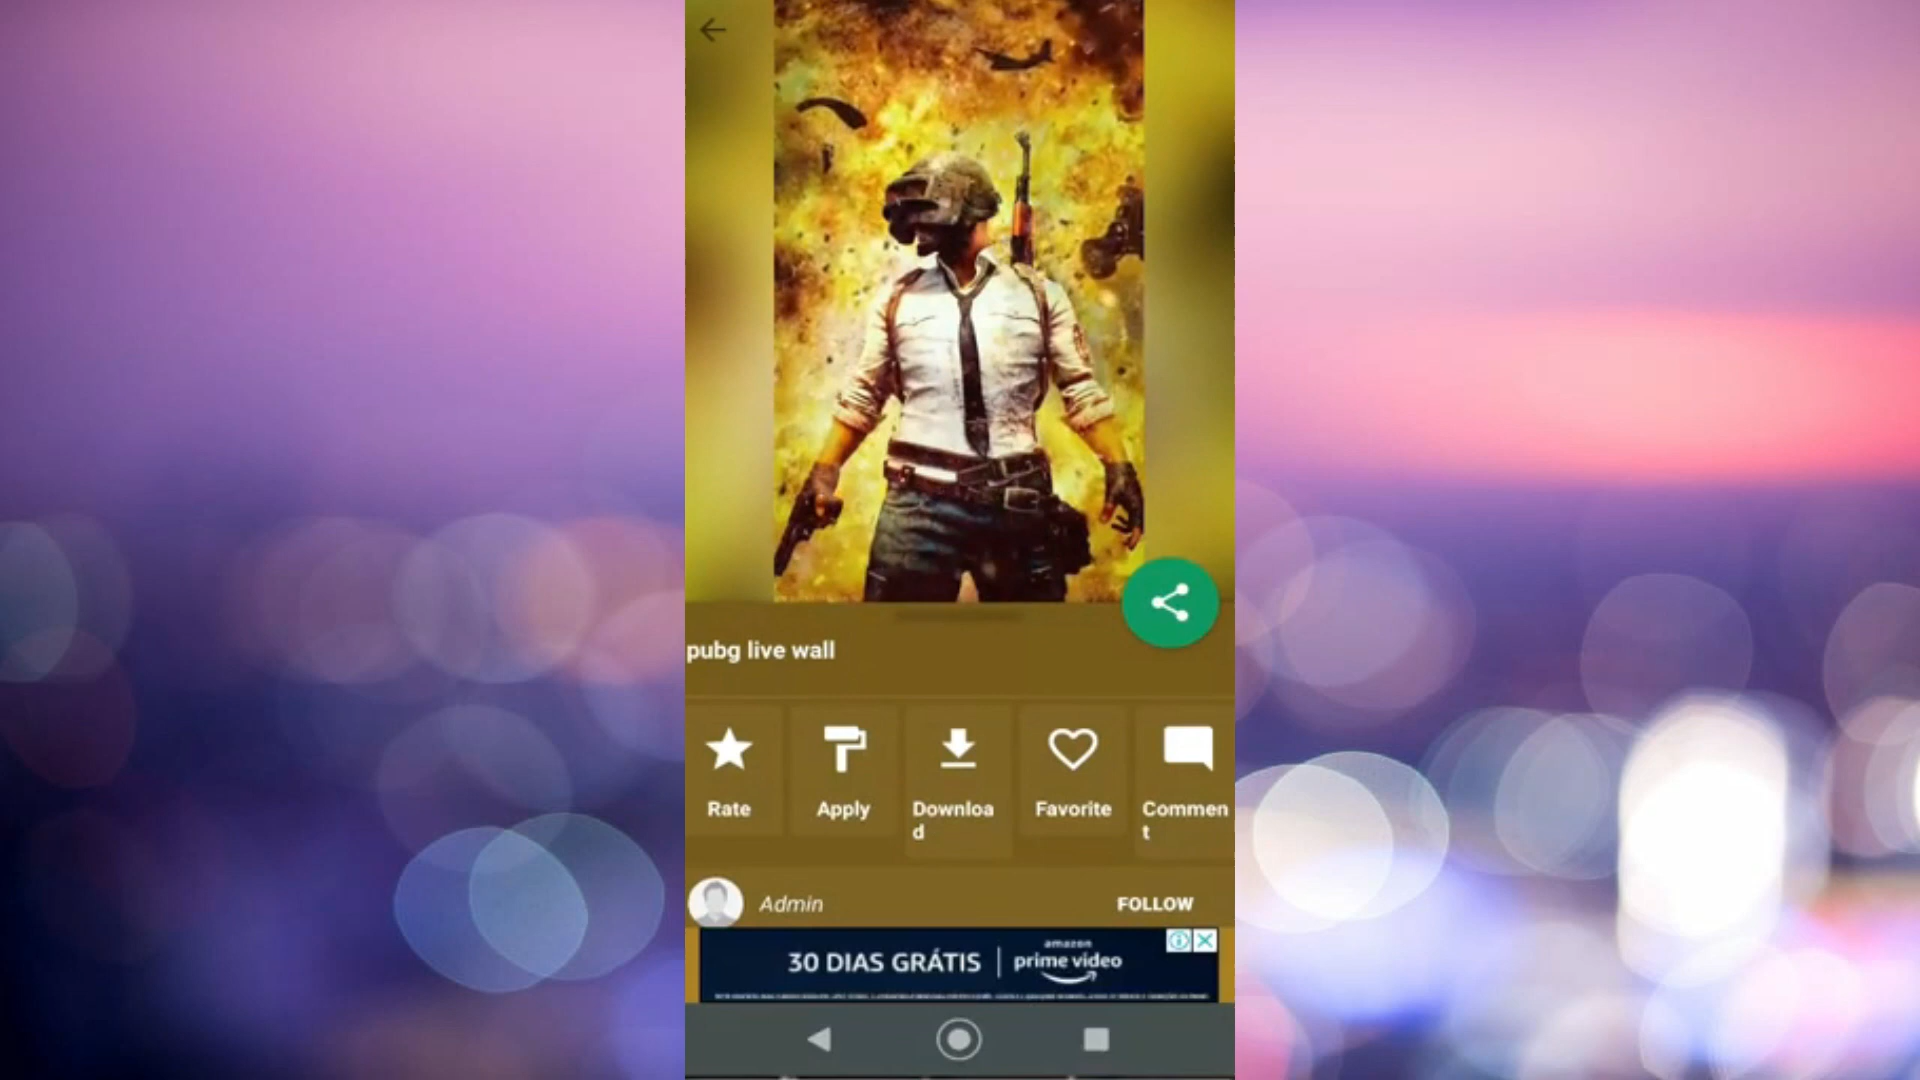 pubg live wall
Rate
Apply
Downloa
d
Favorite
Commen
t
Admin
FOLLOW
30 DIAS GRÁTIS
amazon
prime video